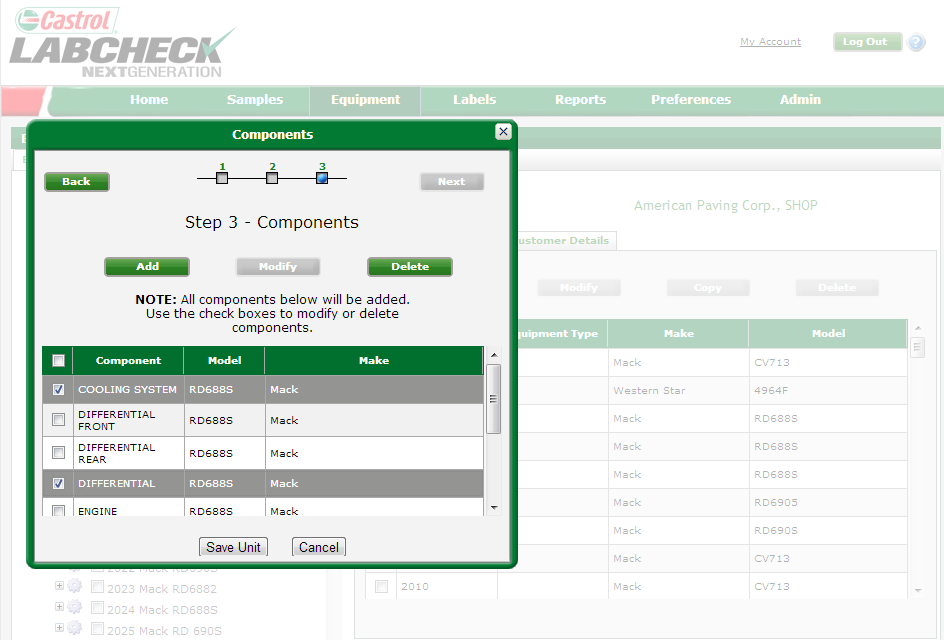 Castrol
LABCHECK
NEXTGENERATION
My Account
Log Out
?
Home
Samples
Equipment
Labels
Reports
Preferences
Admin
Components
1
2
3
Back
Next
Step 3 - Components
Add
Modify
Delete
NOTE: All components below will be added.
Use the check boxes to modify or delete
components.
Component
Model
Make
COOLING SYSTEM
RD688S
Mack
DIFFERENTIAL
FRONT
RD688S
Mack
DIFFERENTIAL
REAR
RD688S
Mack
DIFFERENTIAL
RD688S
Mack
ENGINE
RD688S
Mack
Save Unit
Cancel
American Paving Corp., SHOP
ustomer Details
Modify
Copy
Delete
quipment Type
Make
Model
Mack
CV713
Western Star
4964F
Mack
RD688S
Mack
RD688S
Mack
RD688S
Mack
RD690S
Mack
RD690S
Mack
CV713
2010
Mack
CV713
2022 Mack RD690S
2023 Mack RD6882
2024 Mack RD688S
2025 Mack RD 690S